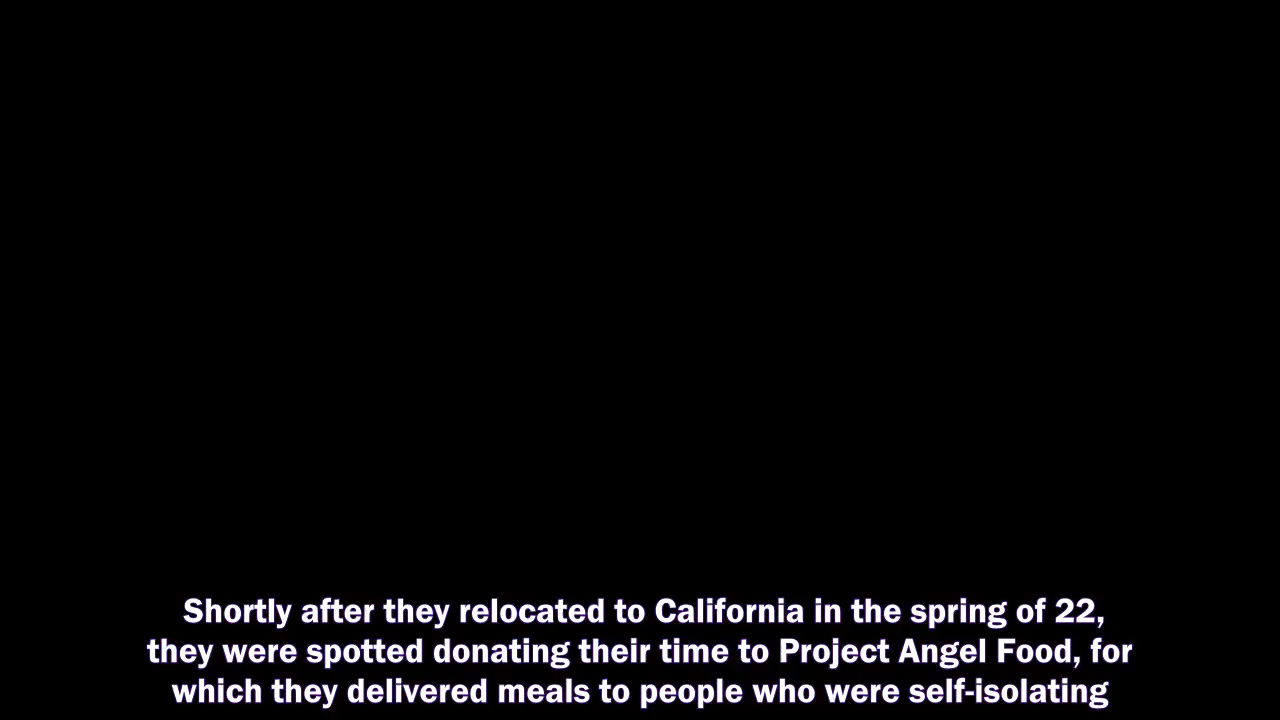 Shortly after they relocated to California in the spring of 22,
they were spotted donating their time to Project Angel Food, for
which they delivered meals to people who were self-isolating